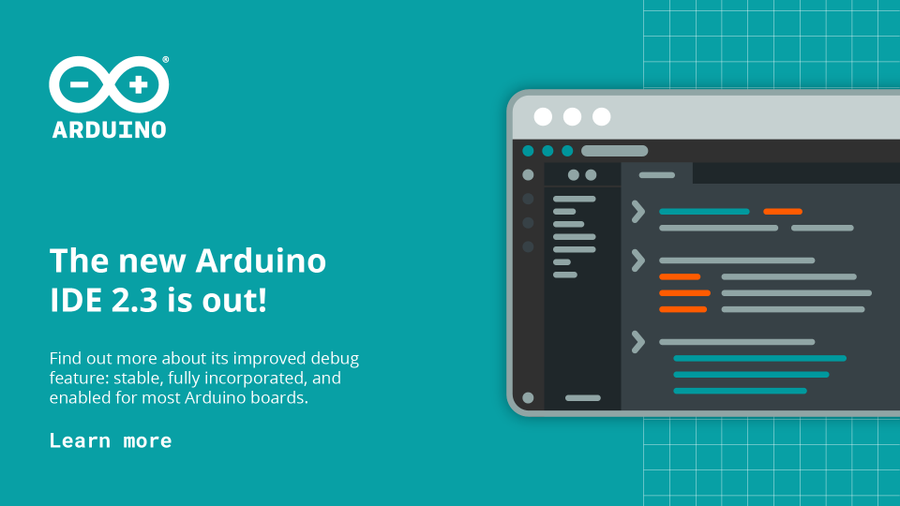 ARDUINO
®
The new Arduino
IDE 2.3 is out!
Find out more about its improved debug
feature: stable, fully incorporated, and
enabled for most Arduino boards.
Learn more